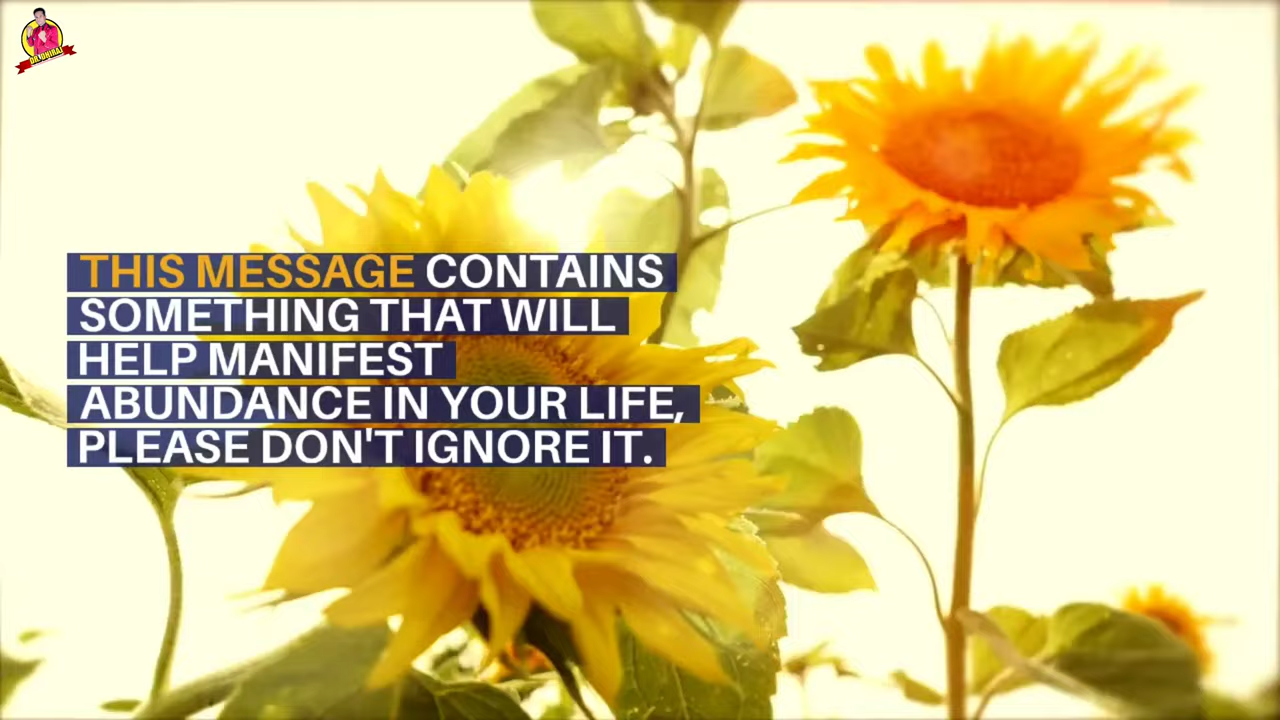 THIS MESSAGE CONTAINS
SOMETHING THAT WILL
HELP MANIFEST
ABUNDANCE IN YOUR LIFE,
PLEASE DON'T IGNORE IT.